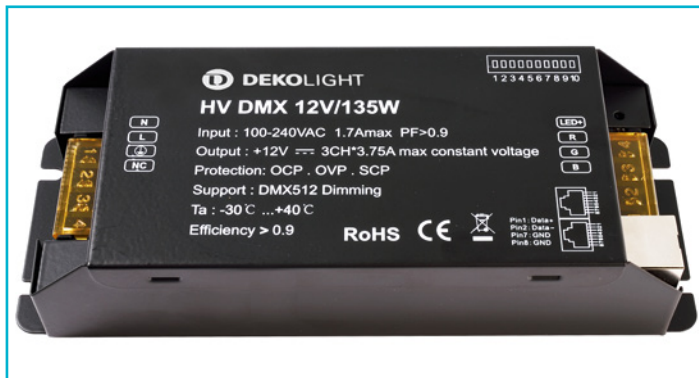 DEKOLIGHT
HV DMX 12V/135W
Input : 100-240VAC 1.7Amax PF>0.9
Output : +12V ⎓ 3CH*3.75A max constant voltage
Protection: OCP . OVP . SCP
Support : DMX512 Dimming
Ta : -30℃ ...+40℃
Efficiency > 0.9
RoHS CE
N
L
NC
1 2 3 4 5 6 7 8 9 10
LED+
R
G
B
Pin1: Data+
Pin2: Data-
Pin7: GND
Pin8: GND